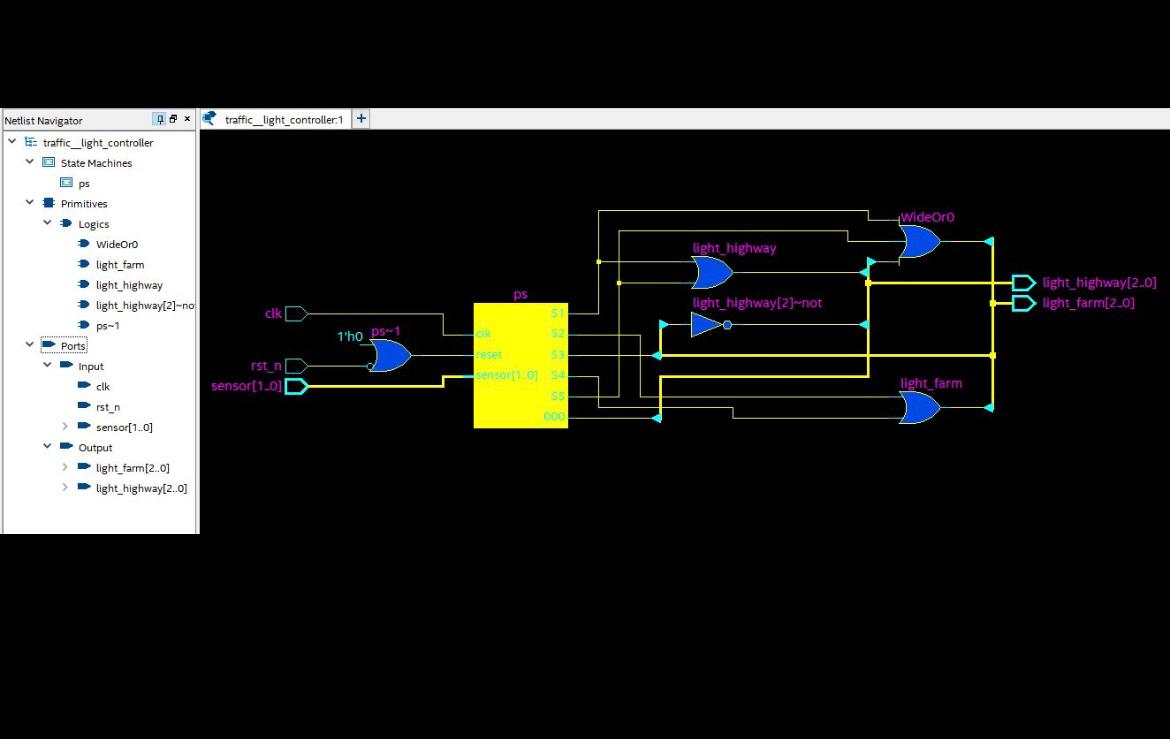 Netlist Navigator
traffic__light_controller
State Machines
ps
Primitives
Logics
WideOr0
light_farm
light_highway
light_highway[2]~no
ps~1
Ports
Input
clk
rst_n
sensor[1..0]
Output
light_farm[2..0]
light_highway[2..0]
traffic__light_controller:1
WideOr0
light_highway
light_highway[2..0]
ps
light_highway[2]~not
light_farm[2..0]
clk
S1
1'h0
ps~1
clk
S2
rst_n
reset
S3
sensor[1..0]
sensor[1..0]
S4
light_farm
S5
000